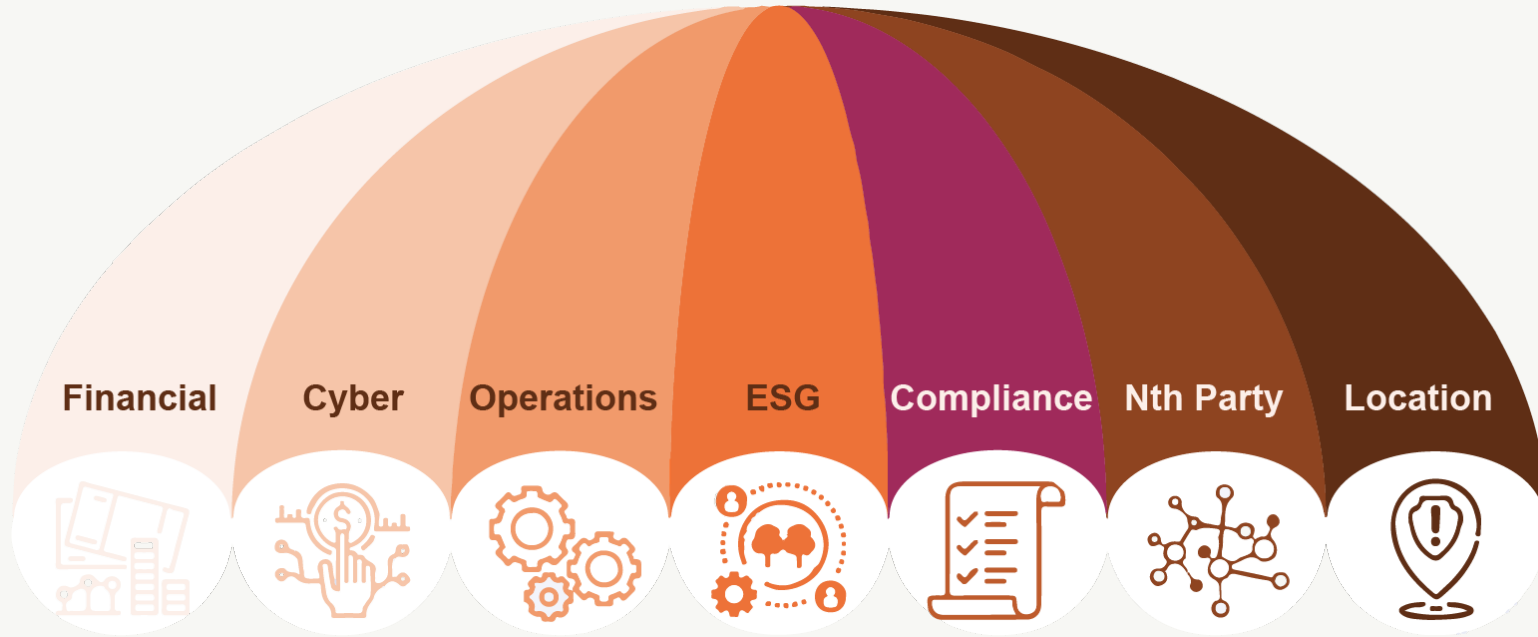 Financial
Cyber
Operations
ESG
Compliance
Nth Party
Location